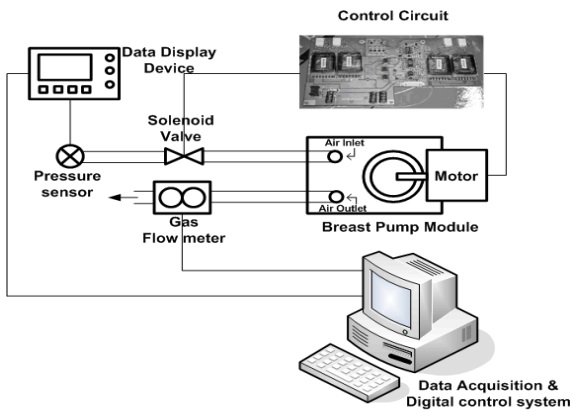 Control Circuit
Data Display
Device
Solenoid
Valve
Air Inlet
Pressure
sensor
Motor
Air Outlet
Gas
Flow meter
Breast Pump Module
Data Acquisition &
Digital control system